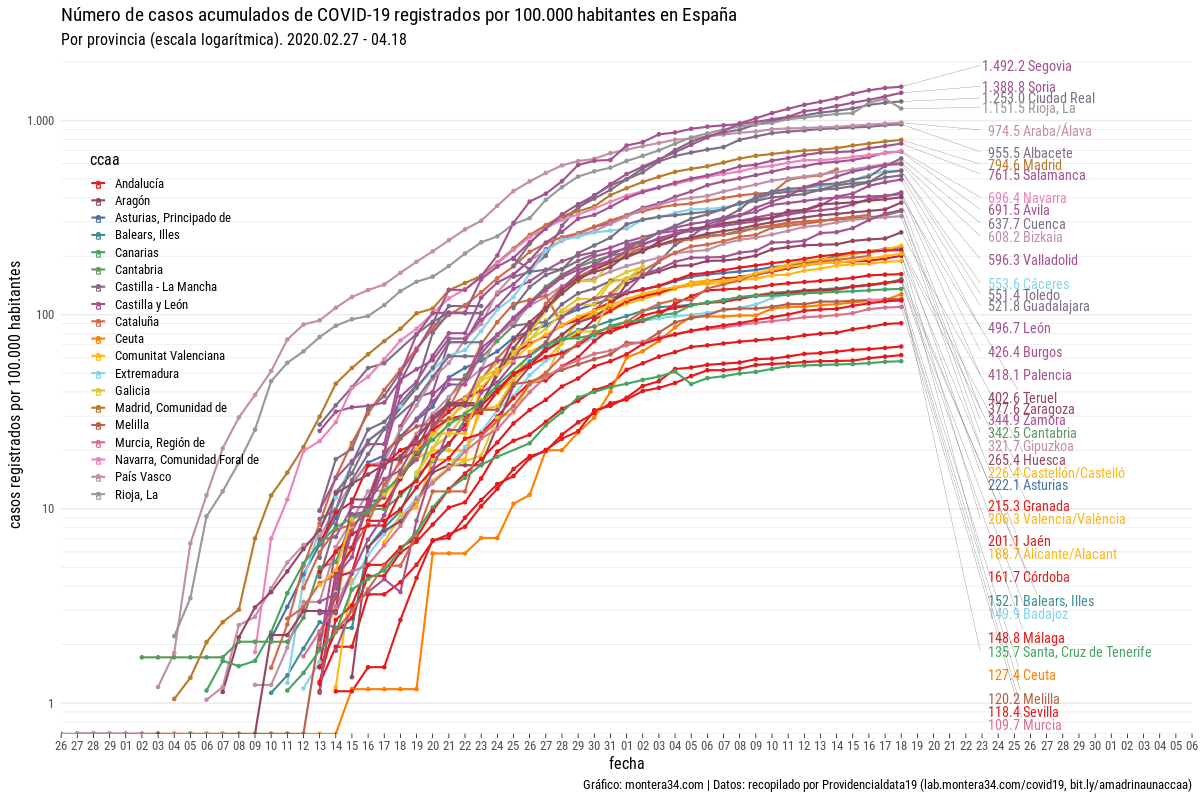 Número de casos acumulados de COVID-19 registrados por 100.000 habitantes en España
Por provincia (escala logarítmica). 2020.02.27 - 04.18
casos registrados por 100.000 habitantes
1.000
100
10
1
ccaa
Andalucía
Aragón
Asturias, Principado de
Balears, Illes
Canarias
Cantabria
Castilla - La Mancha
Castilla y León
Cataluña
Ceuta
Comunitat Valenciana
Extremadura
Galicia
Madrid, Comunidad de
Melilla
Murcia, Región de
Navarra, Comunidad Foral de
País Vasco
Rioja, La
1.492.2 Segovia
1.388.8 Soria
1.253.0 Ciudad Real
1.151.5 Rioja, La
974.5 Araba/Álava
955.5 Albacete
794.6 Madrid
761.5 Salamanca
696.4 Navarra
691.5 Ávila
637.7 Cuenca
608.2 Bizkaia
596.3 Valladolid
553.6 Cáceres
551.4 Toledo
521.8 Guadalajara
496.7 León
426.4 Burgos
418.1 Palencia
402.6 Teruel
377.6 Zaragoza
344.9 Zamora
342.5 Cantabria
321.7 Gipuzkoa
265.4 Huesca
226.4 Castellón/Castelló
222.1 Asturias
215.3 Granada
206.3 Valencia/València
201.1 Jaén
188.7 Alicante/Alacant
161.7 Córdoba
152.1 Balears, Illes
149.9 Badajoz
148.8 Málaga
135.7 Santa, Cruz de Tenerife
127.4 Ceuta
120.2 Melilla
118.4 Sevilla
109.7 Murcia
26 27 28 29 01 02 03 04 05 06 07 08 09 10 11 12 13 14 15 16 17 18 19 20 21 22 23 24 25 26 27 28 29 30 31 01 02 03 04 05 06 07 08 09 10 11 12 13 14 15 16 17 18 19 20 21 22 23 24 25 26 27 28 29 30 01 02 03 04 05 06
fecha
Gráfico: montera34.com | Datos: recopilado por Providencialdata19 (lab.montera34.com/covid19, bit.ly/amadrinaunaccaa)